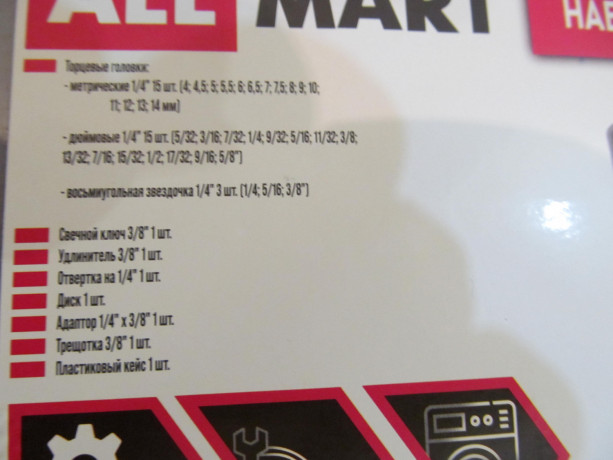 ALL MART
НАБ
Торцевые головки:
- метрические 1/4" 15 шт. (4; 4,5; 5; 5,5; 6; 6,5; 7; 7,5; 8; 9; 10;
11; 12; 13; 14 мм)
- дюймовые 1/4" 15 шт. (5/32; 3/16; 7/32; 1/4; 9/32; 5/16; 11/32; 3/8;
13/32; 7/16; 15/32; 1/2; 17/32; 9/16; 5/8")
- восьмиугольная звездочка 1/4" 3 шт. (1/4; 5/16; 3/8")
Свечной ключ 3/8" 1 шт.
Удлинитель 3/8" 1 шт.
Отвертка на 1/4" 1 шт.
Диск 1 шт.
Адаптор 1/4" х 3/8" 1 шт.
Трещотка 3/8" 1 шт.
Пластиковый кейс 1 шт.